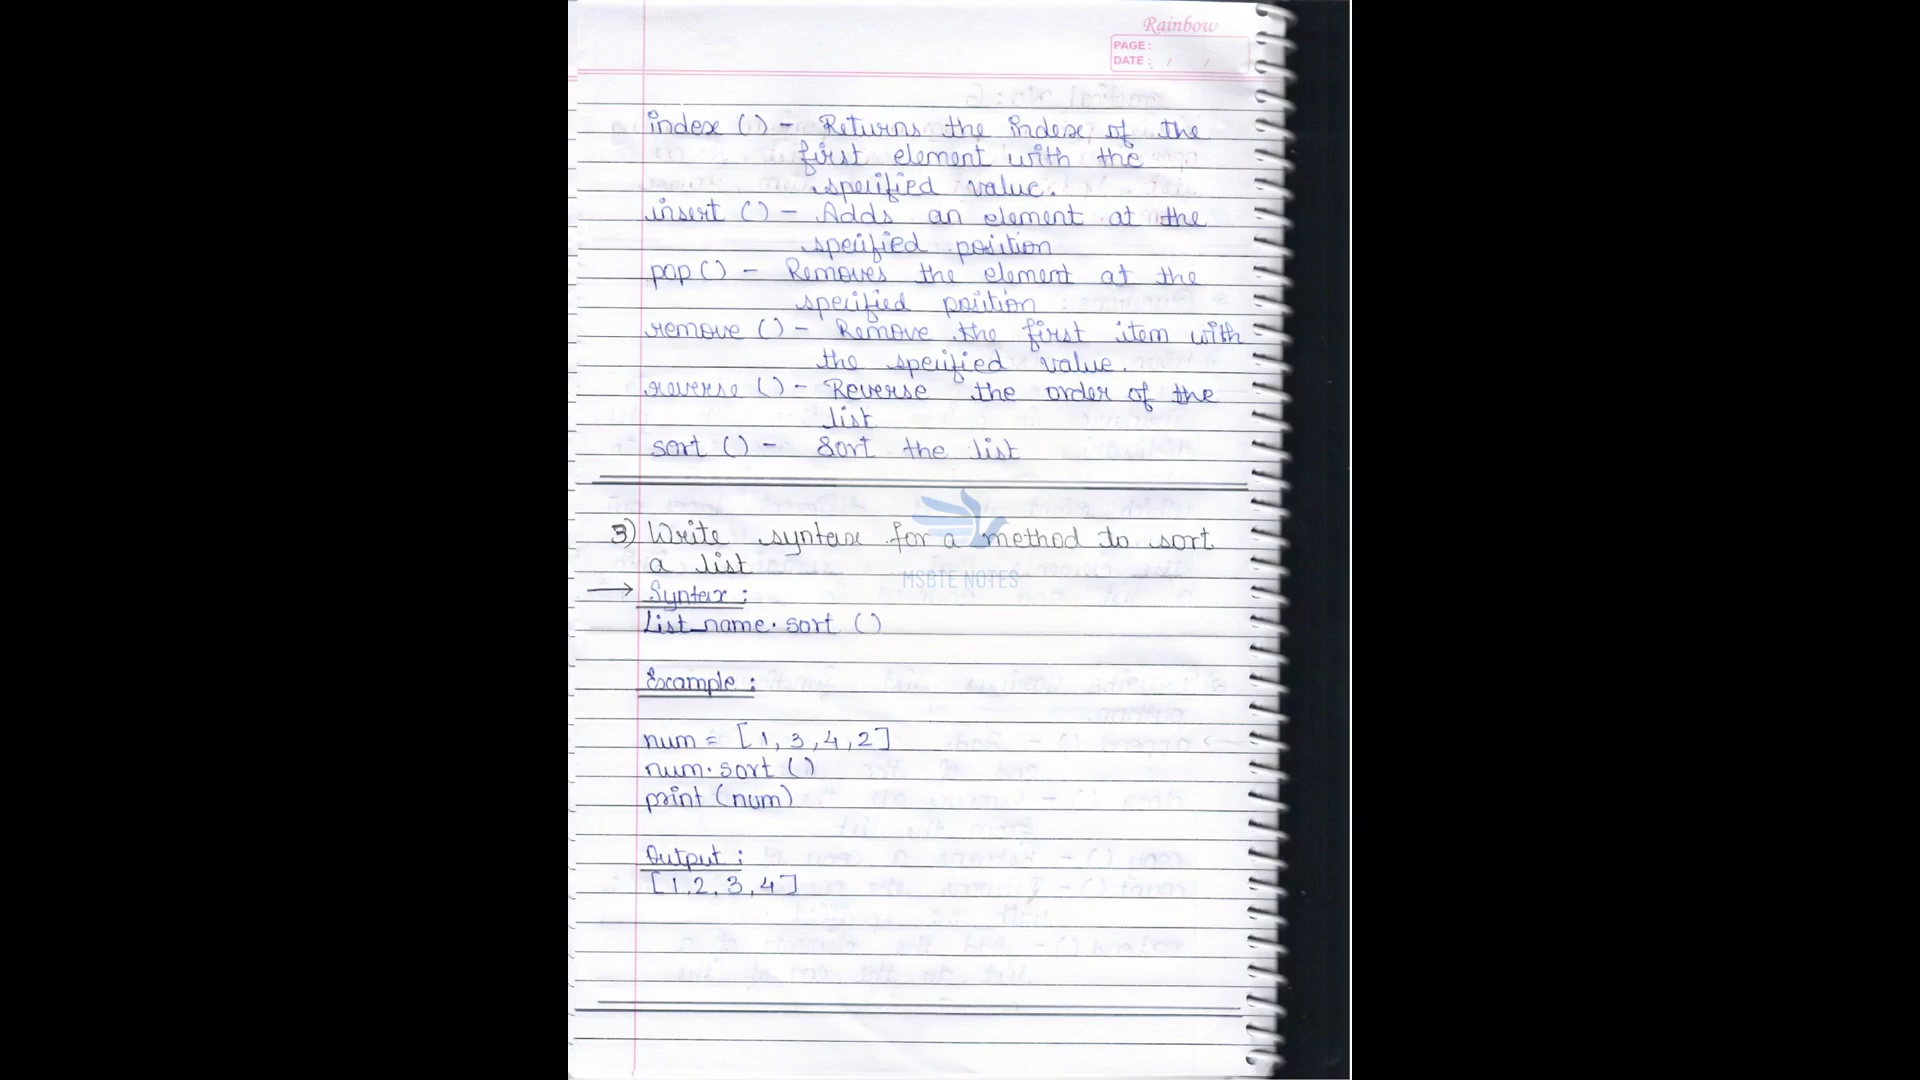 Rainbow
PAGE:
DATE: / /
index () - Returns the index of the
first element with the
specified value.
insert () - Adds an element at the
specified position
pop () - Removes the element at the
specified position
remove () - Remove the first item with
the specified value.
reverse () - Reverse the order of the
list
sort () - Sort the list
3) Write syntax for a method to sort
a list
MSBTE NOTES
→ Syntax :
List_name.sort ()
Example :
num = [1, 3, 4, 2]
num.sort ()
print (num)
Output :
[1, 2, 3, 4]